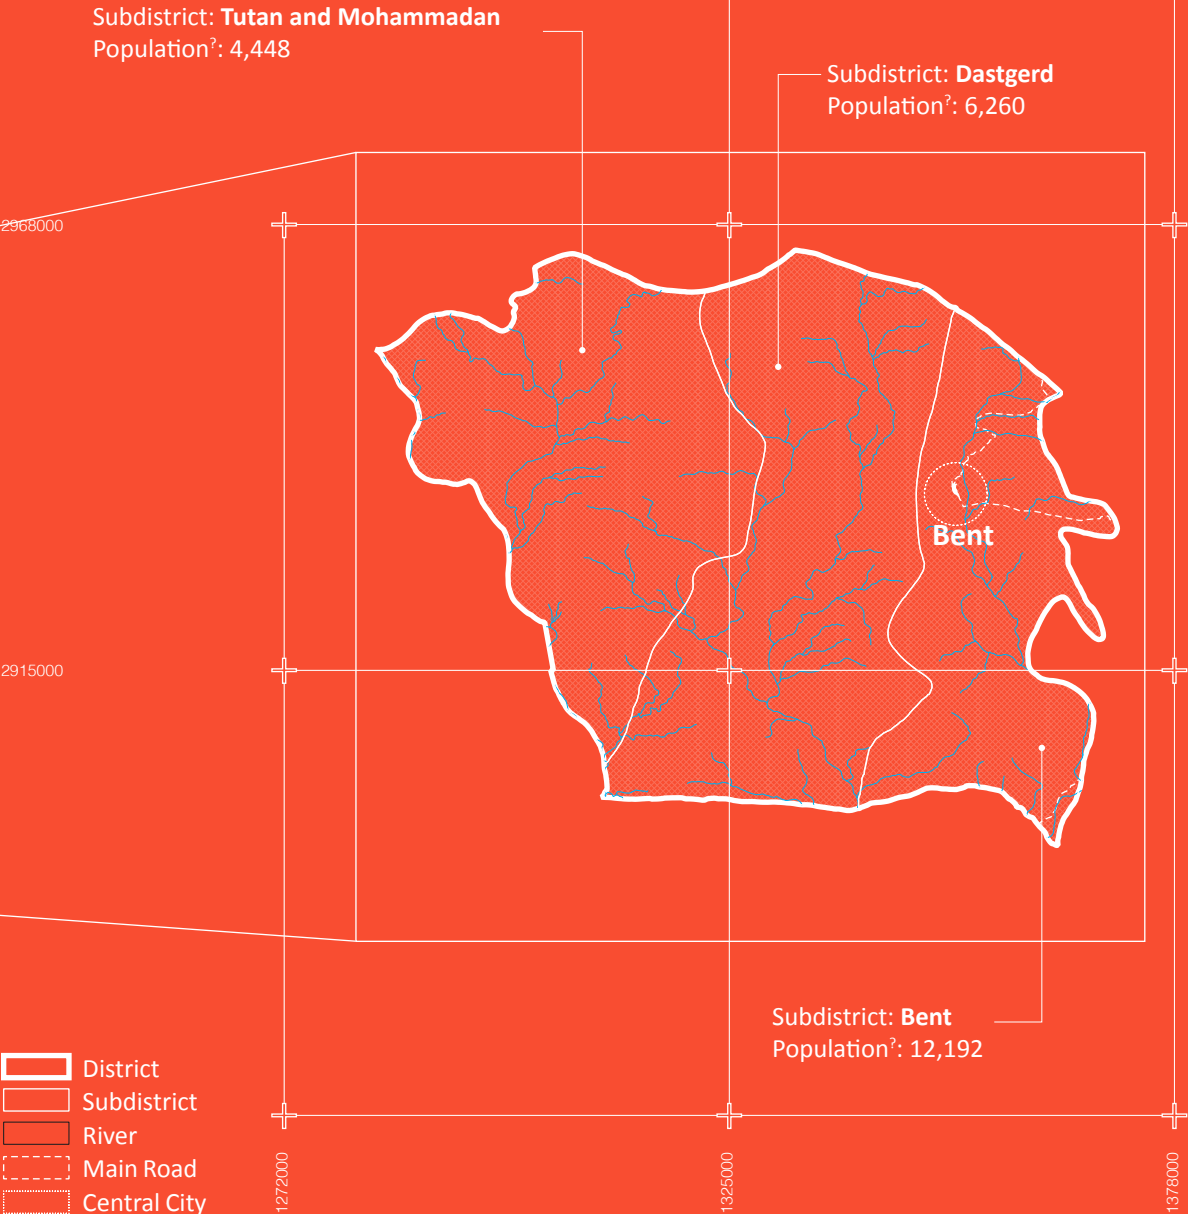 Subdistrict: Tutan and Mohammadan
Population?: 4,448
Subdistrict: Dastgerd
Population?: 6,260
2968000
Bent
2915000
Subdistrict: Bent
Population?: 12,192
District
Subdistrict
River
Main Road
Central City
1272000
1325000
1378000